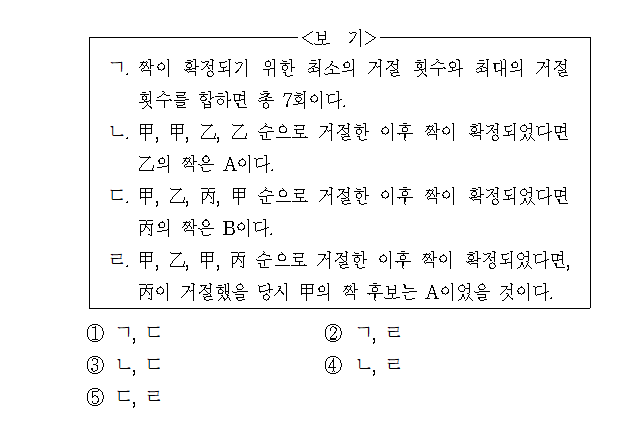 <보 기>
ㄱ. 짝이 확정되기 위한 최소의 거절 횟수와 최대의 거절
횟수를 합하면 총 7회이다.
ㄴ. 甲, 甲, 乙, 乙 순으로 거절한 이후 짝이 확정되었다면
乙의 짝은 A이다.
ㄷ. 甲, 乙, 丙, 甲 순으로 거절한 이후 짝이 확정되었다면
丙의 짝은 B이다.
ㄹ. 甲, 乙, 甲, 丙 순으로 거절한 이후 짝이 확정되었다면,
丙이 거절했을 당시 甲의 짝 후보는 A이었을 것이다.
① ㄱ, ㄷ ② ㄱ, ㄹ
③ ㄴ, ㄷ ④ ㄴ, ㄹ
⑤ ㄷ, ㄹ